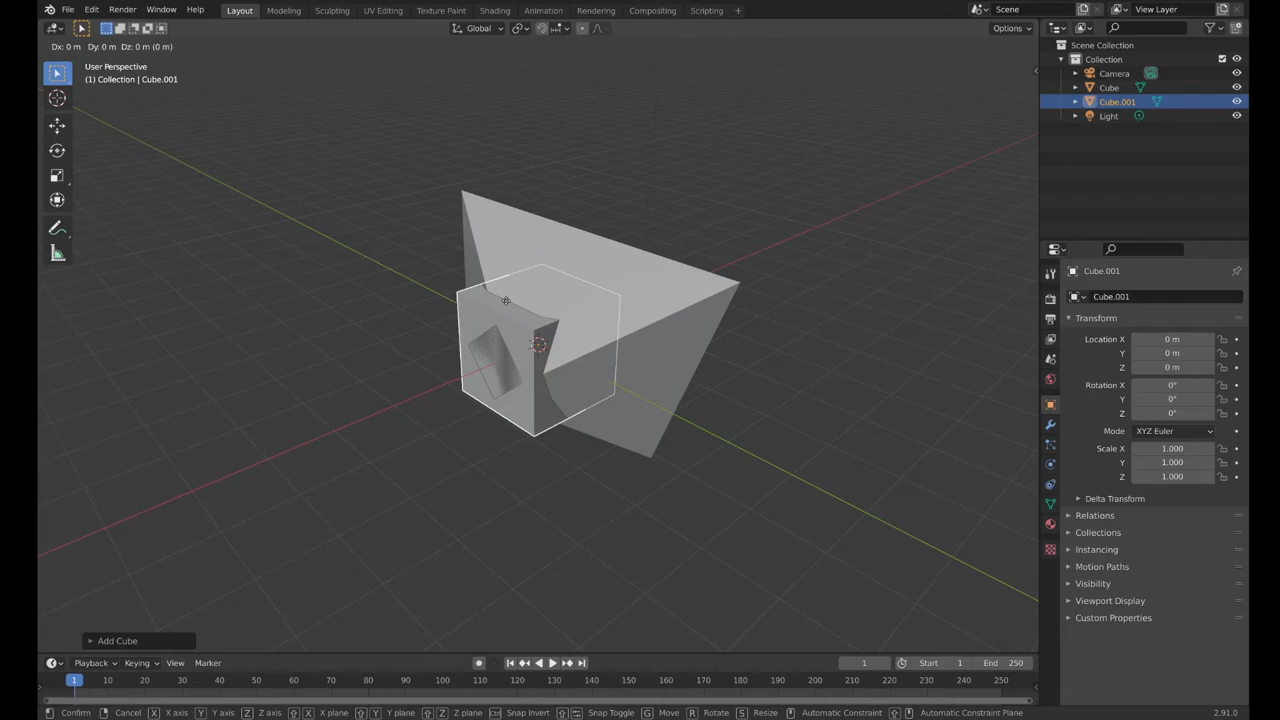 File Edit Render Window Help Layout Modeling Sculpting UV Editing Texture Paint Shading Animation Rendering Compositing Scripting + Scene View Layer
Global Options
Dx: 0 m Dy: 0 m Dz: 0 m (0 m)
User Perspective
(1) Collection | Cube.001
Scene Collection
Collection
Camera
Cube
Cube.001
Light
Cube.001
Cube.001
Transform
Location X 0 m
Y 0 m
Z 0 m
Rotation X 0°
Y 0°
Z 0°
Mode XYZ Euler
Scale X 1.000
Y 1.000
Z 1.000
Delta Transform
Relations
Collections
Instancing
Motion Paths
Visibility
Viewport Display
Custom Properties
Add Cube
Playback Keying View Marker 1 Start 1 End 250
1 10 20 30 40 50 60 70 80 90 100 110 120 130 140 150 160 170 180 190 200 210 220 230 240 250
Confirm Cancel X X axis Y Y axis Z Z axis X X plane Y Y plane Z Z plane Ctrl Snap Invert Snap Toggle G Move R Rotate S Resize Automatic Constraint Automatic Constraint Plane 2.91.0